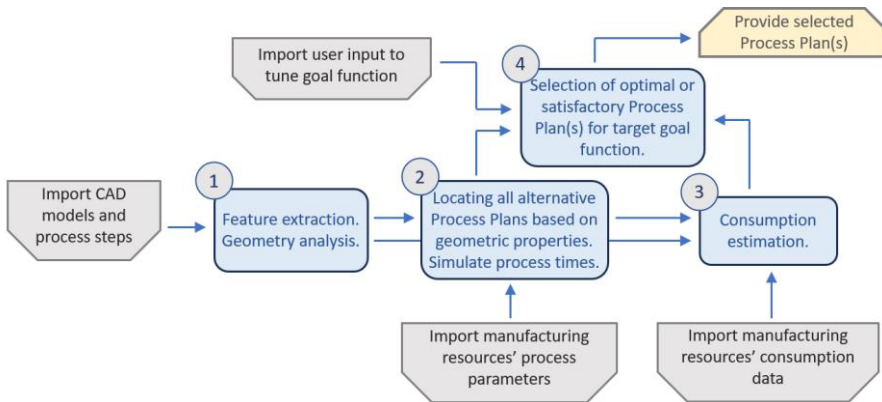 Provide selected
Process Plan(s)
Import user input to
tune goal function
4
Selection of optimal or
satisfactory Process
Plan(s) for target goal
function.
Import CAD
models and
process steps
1
Feature extraction.
Geometry analysis.
2
Locating all alternative
Process Plans based on
geometric properties.
Simulate process times.
3
Consumption
estimation.
Import manufacturing
resources’ process
parameters
Import manufacturing
resources’ consumption
data